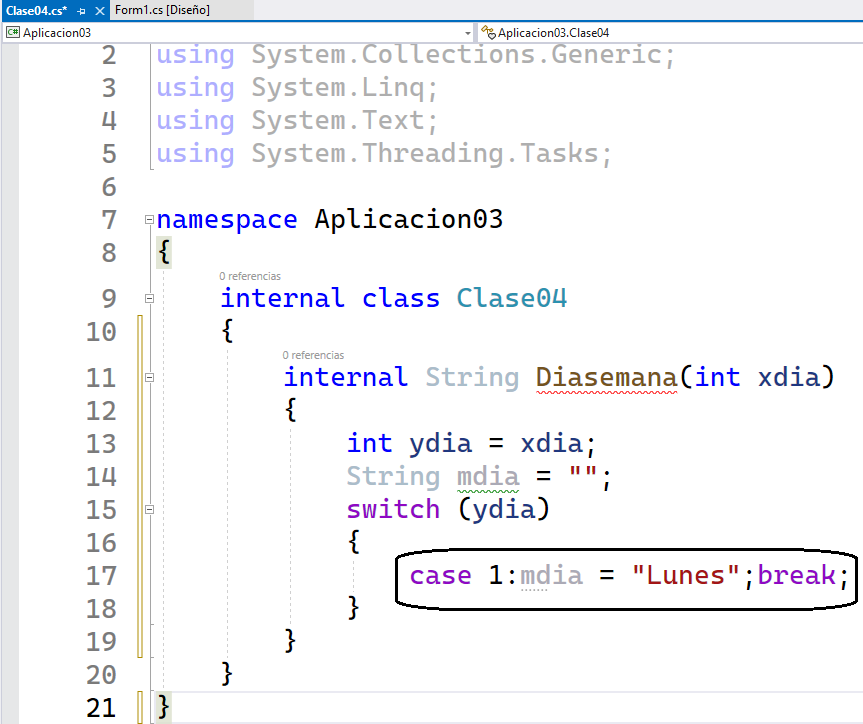 Clase04.cs* Form1.cs [Diseño]
C# Aplicacion03 Aplicacion03.Clase04
2 using System.Collections.Generic;
3 using System.Linq;
4 using System.Text;
5 using System.Threading.Tasks;
6
7 namespace Aplicacion03
8 {
0 referencias
9 internal class Clase04
10 {
0 referencias
11 internal String Diasemana(int xdia)
12 {
13 int ydia = xdia;
14 String mdia = "";
15 switch (ydia)
16 {
17 case 1:mdia = "Lunes";break;
18 }
19 }
20 }
21 }